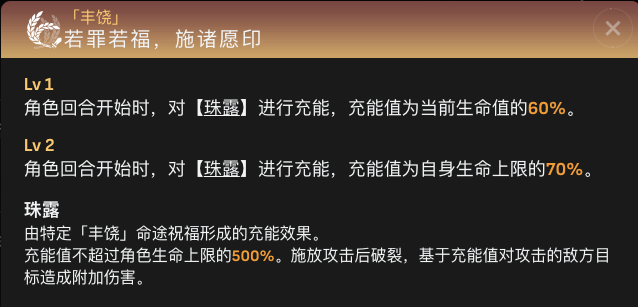 「丰饶」
若罪若福，施诸愿印
Lv 1
角色回合开始时，对【珠露】进行充能，充能值为当前生命值的60%。
Lv 2
角色回合开始时，对【珠露】进行充能，充能值为自身生命上限的70%。
珠露
由特定「丰饶」命途祝福形成的充能效果。
充能值不超过角色生命上限的500%。施放攻击后破裂，基于充能值对攻击的敌方目
标造成附加伤害。